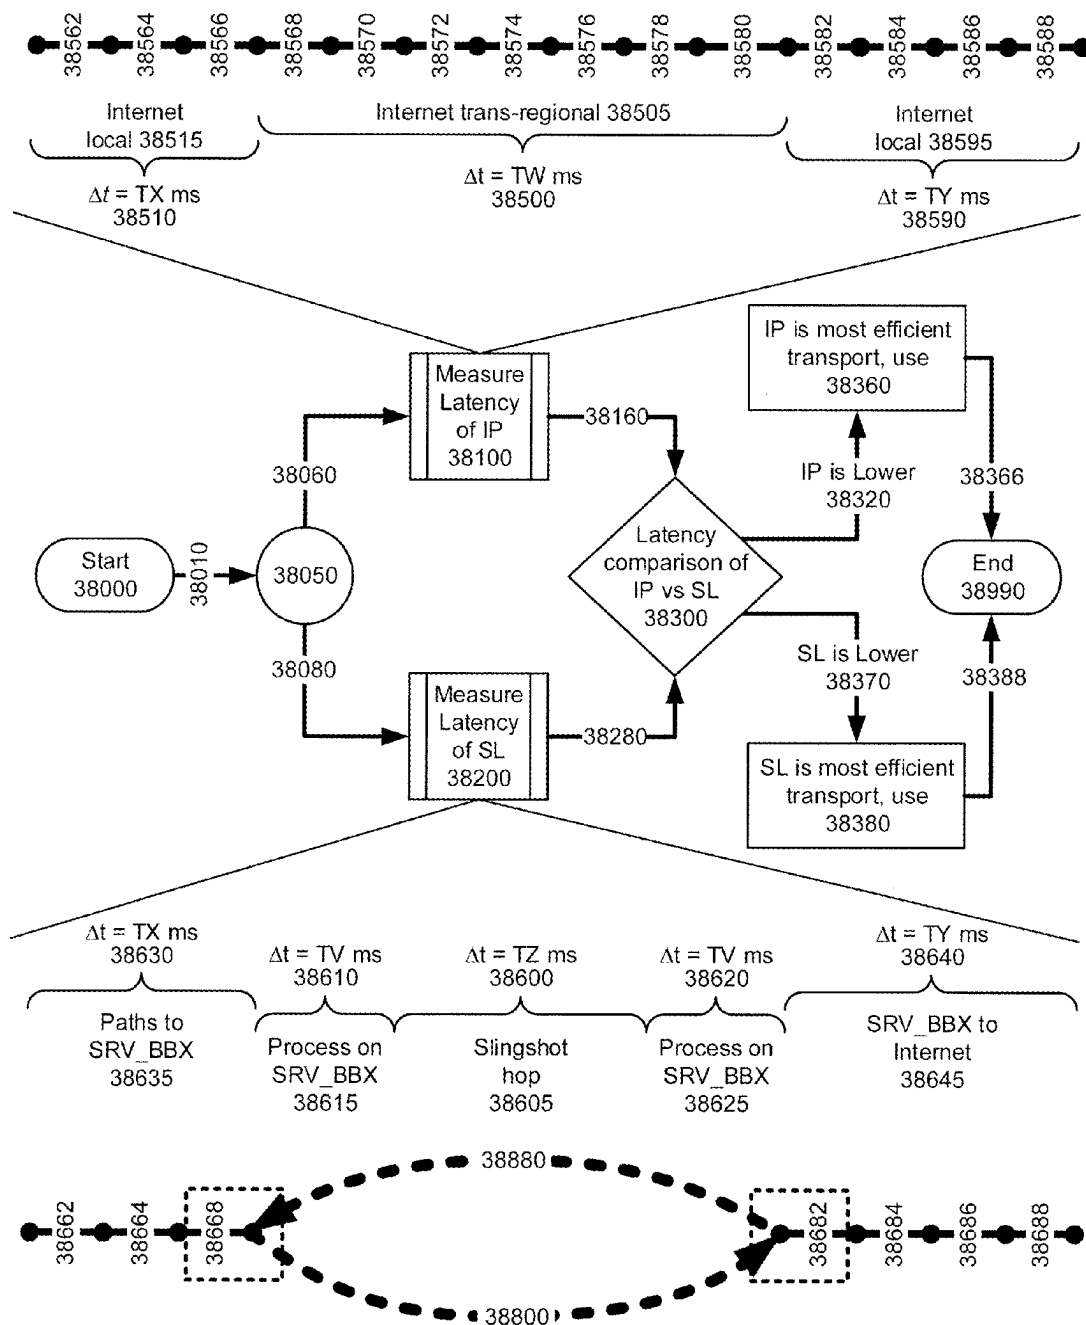 38562
38564
38566
38568
38570
38572
38574
38576
38578
38580
38582
38584
38586
38588
Internet
local 38515
Internet trans-regional 38505
Internet
local 38595
Δt = TX ms
38510
Δt = TW ms
38500
Δt = TY ms
38590
IP is most efficient
transport, use
38360
Measure
Latency
of IP
38100
38160
38060
IP is Lower
38320
38366
Start
38000
38010
38050
Latency
comparison of
IP vs SL
38300
End
38990
38080
SL is Lower
38370
38388
Measure
Latency
of SL
38200
38280
SL is most efficient
transport, use
38380
Δt = TX ms
38630
Δt = TV ms
38610
Δt = TZ ms
38600
Δt = TV ms
38620
Δt = TY ms
38640
Paths to
SRV_BBX
38635
Process on
SRV_BBX
38615
Slingshot
hop
38605
Process on
SRV_BBX
38625
SRV_BBX to
Internet
38645
38880
38662
38664
38668
38682
38684
38686
38688
38800